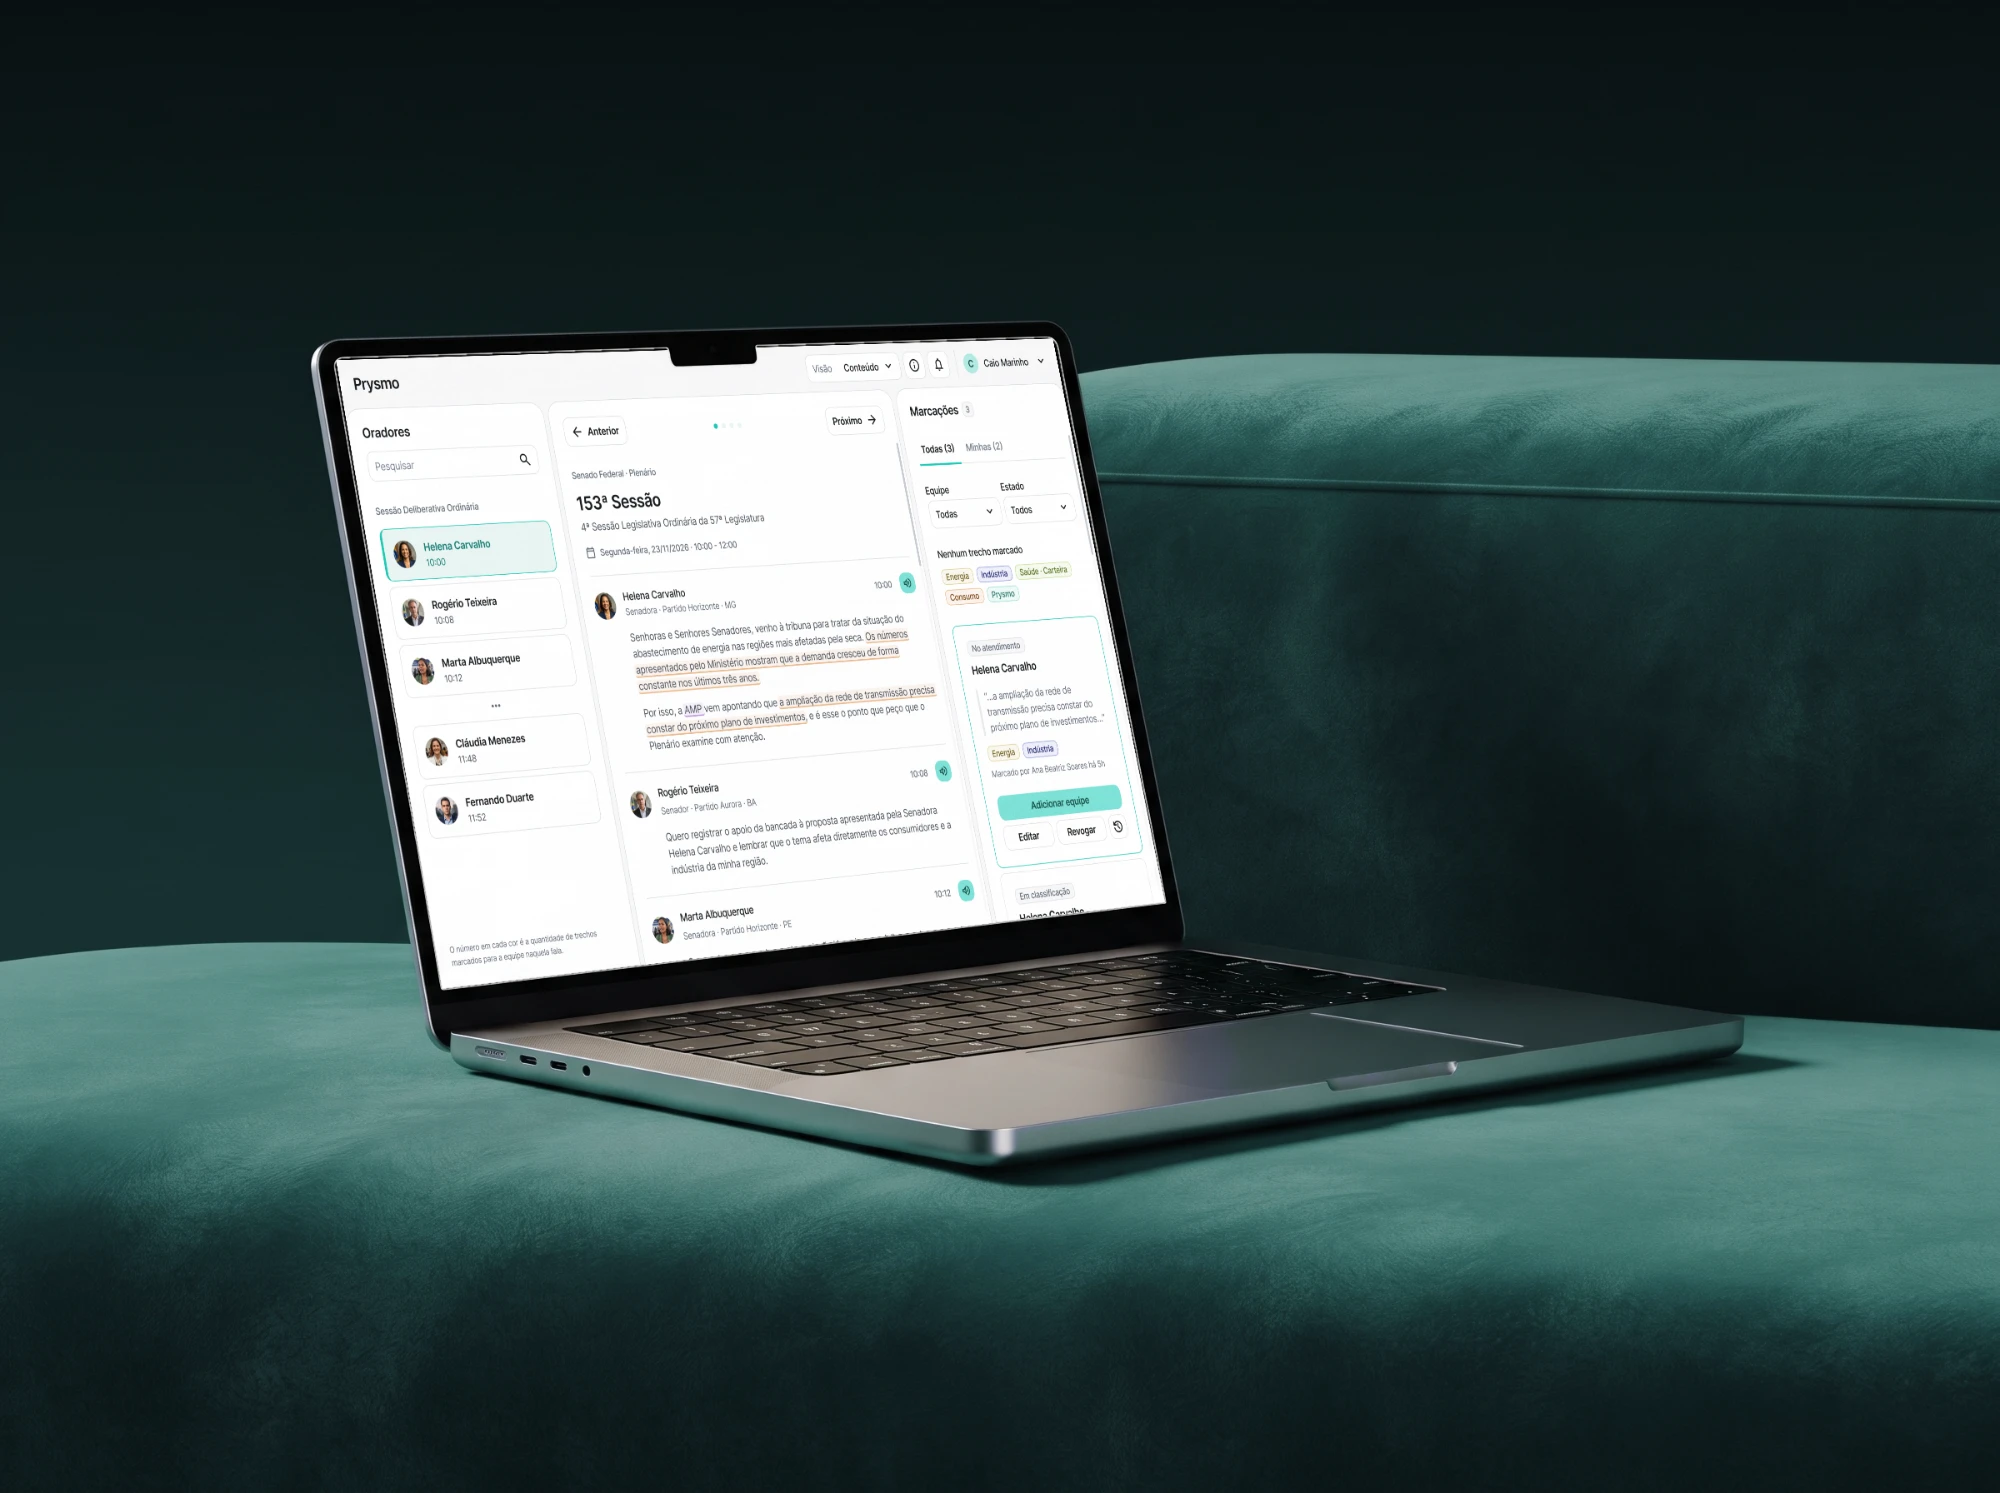 Prysmo
Visão Conteúdo
C Caio Marinho
Oradores
Pesquisar
Sessão Deliberativa Ordinária
Helena Carvalho
10:00
Rogério Teixeira
10:08
Marta Albuquerque
10:12
...
Cláudia Menezes
11:48
Fernando Duarte
11:52
O número em cada cor é a quantidade de trechos
marcados para a equipe naquela fala.
Anterior
Próximo
Senado Federal · Plenário
153ª Sessão
4ª Sessão Legislativa Ordinária da 57ª Legislatura
Segunda-feira, 23/11/2026 · 10:00 - 12:00
Helena Carvalho
Senadora · Partido Horizonte · MG
10:00
Senhoras e Senhores Senadores, venho à tribuna para tratar da situação do
abastecimento de energia nas regiões mais afetadas pela seca. Os números
apresentados pelo Ministério mostram que a demanda cresceu de forma
constante nos últimos três anos.
Por isso, a AMP vem apontando que a ampliação da rede de transmissão precisa
constar do próximo plano de investimentos, e é esse o ponto que peço que o
Plenário examine com atenção.
Rogério Teixeira
Senador · Partido Aurora · BA
10:08
Quero registrar o apoio da bancada à proposta apresentada pela Senadora
Helena Carvalho e lembrar que o tema afeta diretamente os consumidores e a
indústria da minha região.
Marta Albuquerque
Senadora · Partido Horizonte · PE
10:12
Marcações 3
Todas (3) Minhas (2)
Equipe Estado
Todas Todos
Nenhum trecho marcado
Energia Indústria Saúde · Carteira
Consumo Prysmo
No atendimento
Helena Carvalho
"...a ampliação da rede de
transmissão precisa constar do
próximo plano de investimentos..."
Energia Indústria
Marcado por Ana Beatriz Soares há 5h
Adicionar equipe
Editar Revogar
Em classificação
Helena Carvalho